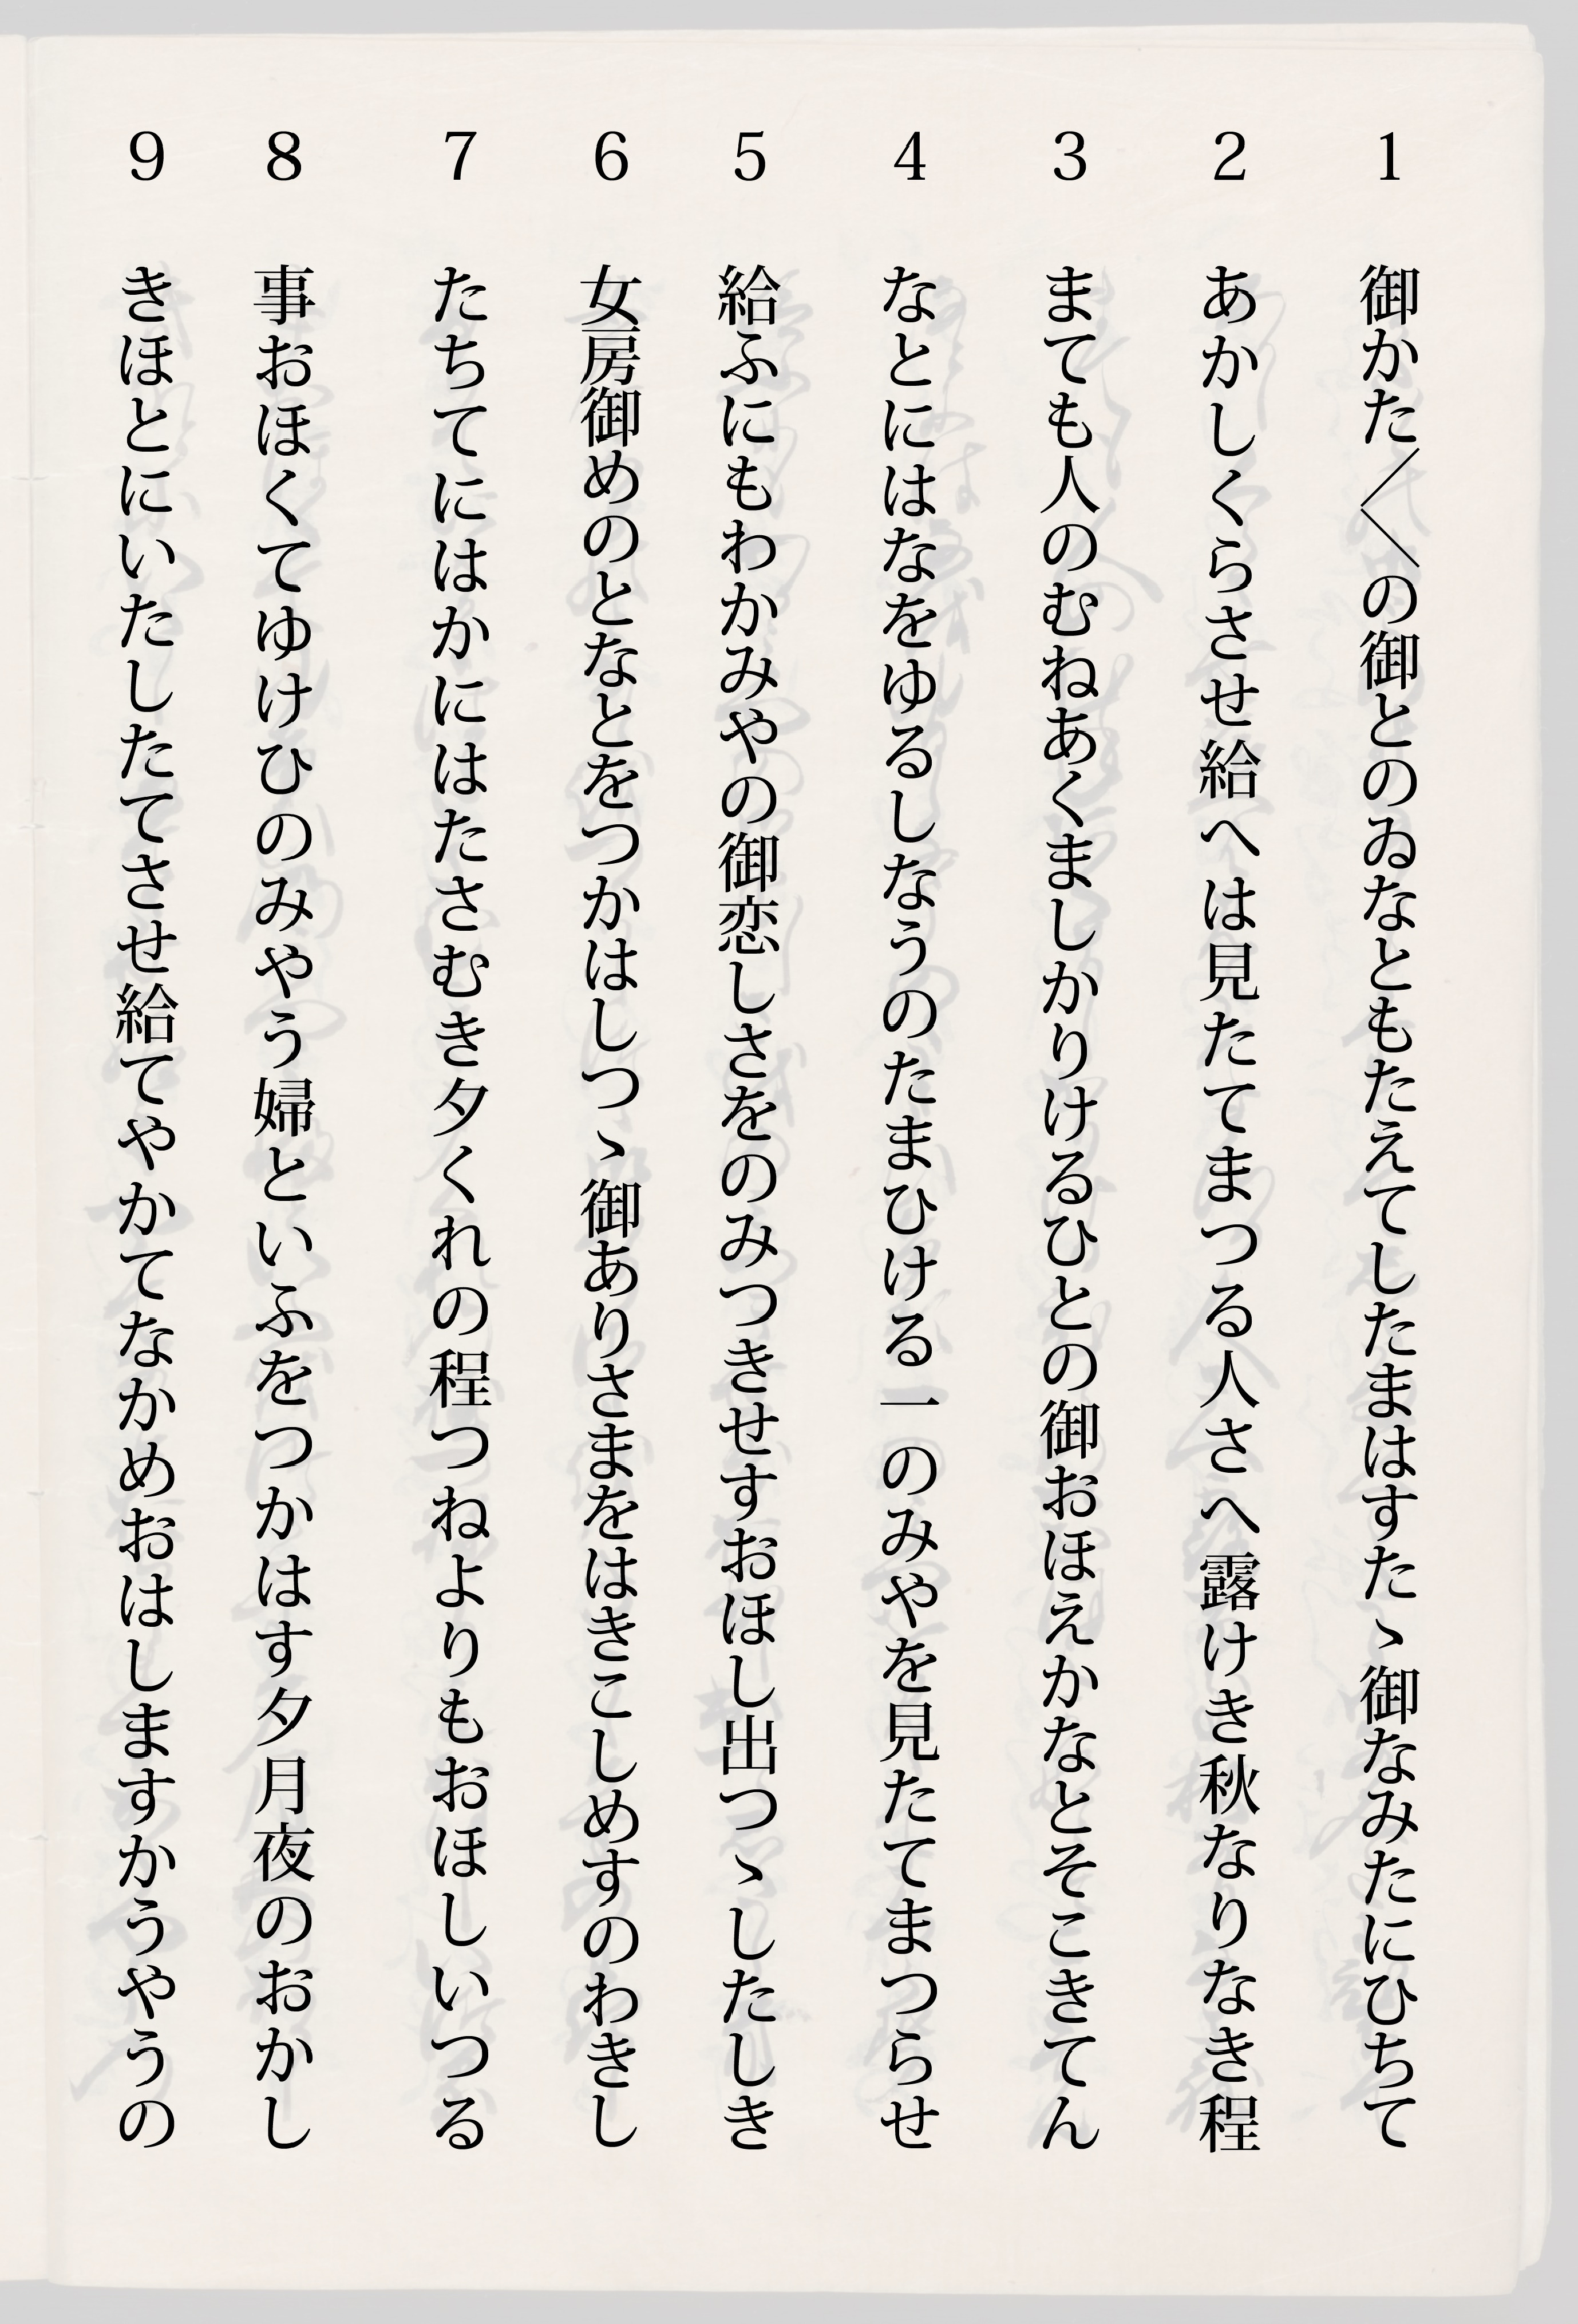 1 御かた〳〵の御とのゐなともたえてしたまはすたゝ御なみたにひちて
2 あかしくらさせ給へは見たてまつる人さへ露けき秋なりなき程
3 まても人のむねあくましかりけるひとの御おほえかなとそこきてん
4 なとにはなをゆるしなうのたまひける一のみやを見たてまつらせ
5 給ふにもわかみやの御恋しさをのみつきせすおほし出つゝしたしき
6 女房御めのとなとをつかはしつゝ御ありさまをはきこしめすのわきし
7 たちてにはかにはたさむき夕くれの程つねよりもおほしいつる
8 事おほくてゆけひのみやう婦といふをつかはす夕月夜のおかし
9 きほとにいたしたてさせ給てやかてなかめおはしますかうやうの